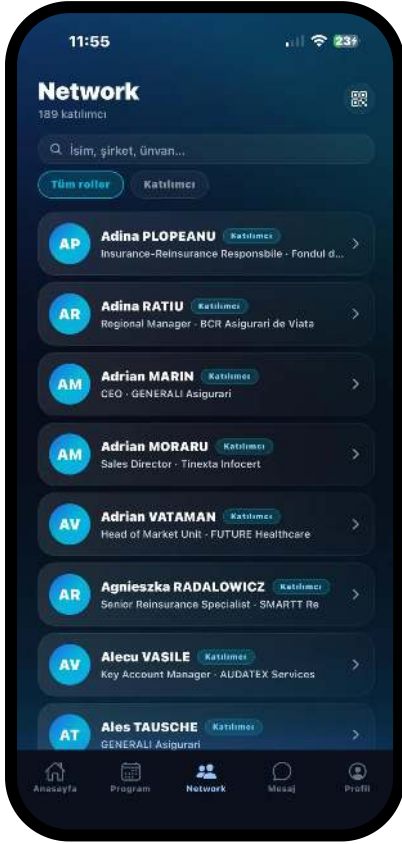 11:55
23
Network
189 katılımcı
İsim, şirket, ünvan...
Tüm roller
Katılımcı
AP
Adina PLOPEANU Katılımcı
Insurance-Reinsurance Responsbile · Fondul d...
AR
Adina RATIU Katılımcı
Regional Manager · BCR Asigurari de Viata
AM
Adrian MARIN Katılımcı
CEO · GENERALI Asigurari
AM
Adrian MORARU Katılımcı
Sales Director · Tinexta Infocert
AV
Adrian VATAMAN Katılımcı
Head of Market Unit · FUTURE Healthcare
AR
Agnieszka RADALOWICZ Katılımcı
Senior Reinsurance Specialist · SMARTT Re
AV
Alecu VASILE Katılımcı
Key Account Manager · AUDATEX Services
AT
Ales TAUSCHE Katılımcı
GENERALI Asigurari
Anasayfa
Program
Network
Mesaj
Profil